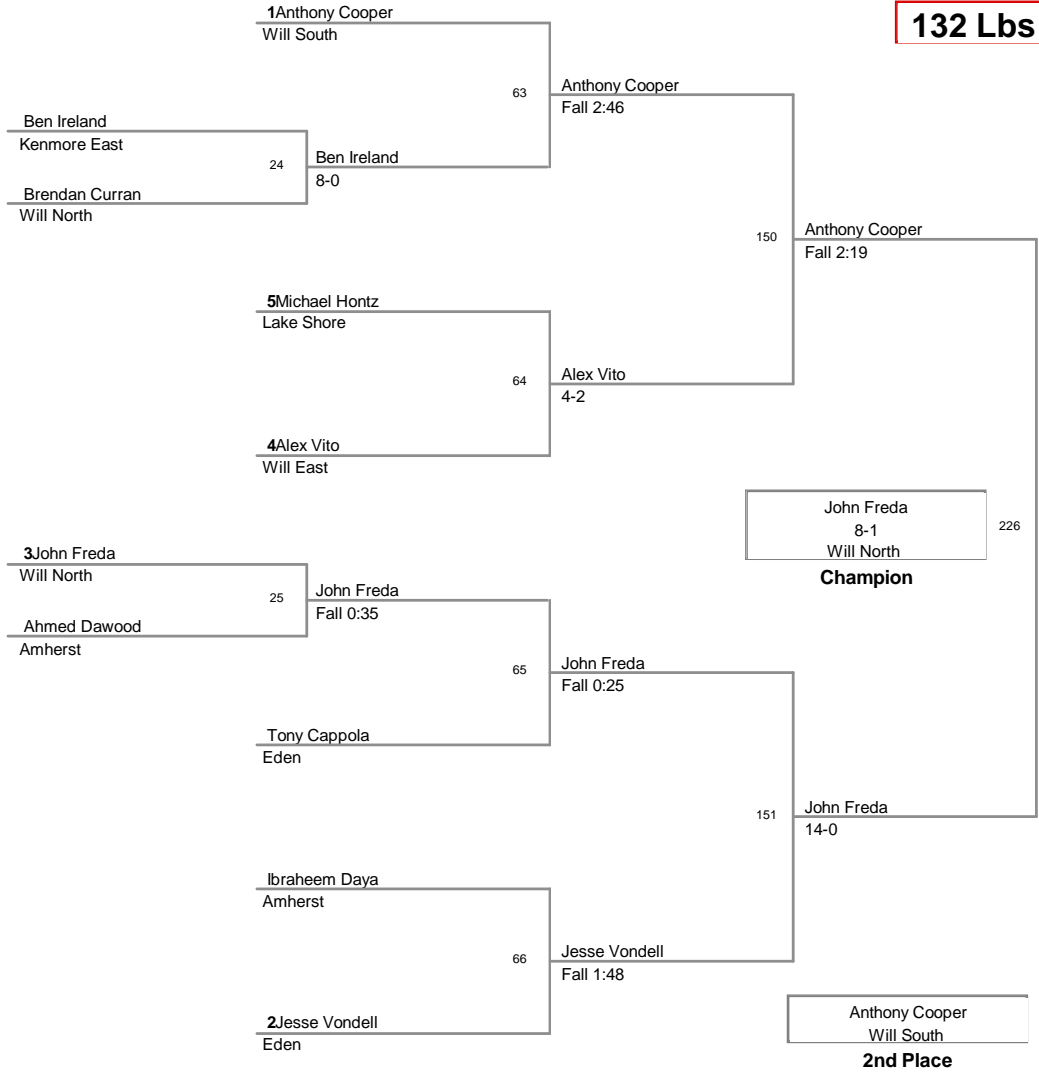 132 Lbs
1Anthony Cooper
Will South
63
Anthony Cooper
Fall 2:46
Ben Ireland
Kenmore East
24
Ben Ireland
8-0
Brendan Curran
Will North
150
Anthony Cooper
Fall 2:19
5Michael Hontz
Lake Shore
64
Alex Vito
4-2
4Alex Vito
Will East
John Freda
8-1
Will North
226
Champion
3John Freda
Will North
25
John Freda
Fall 0:35
Ahmed Dawood
Amherst
65
John Freda
Fall 0:25
Tony Cappola
Eden
151
John Freda
14-0
Ibraheem Daya
Amherst
66
Jesse Vondell
Fall 1:48
2Jesse Vondell
Eden
Anthony Cooper
Will South
2nd Place